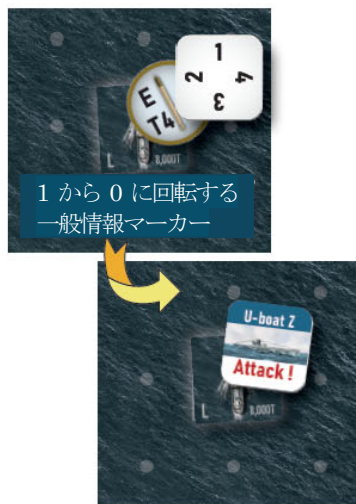 1
2
3
4
E
T4
L
8,000T
1 から 0 に回転する
一般情報マーカー
U-boat Z
Attack !
L
8,000T